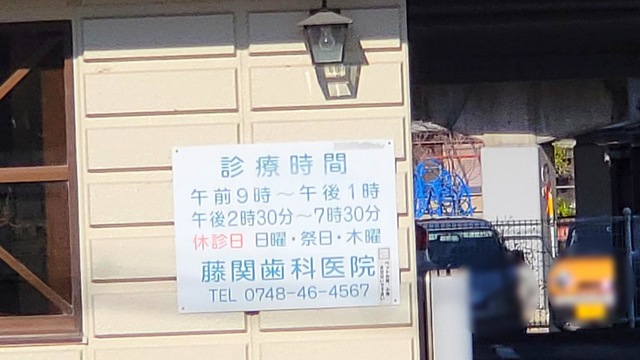 診療時間
午前9時～午後1時
午後2時30分～7時30分
休診日 日曜・祭日・木曜
藤関歯科医院
TEL 0748-46-4567